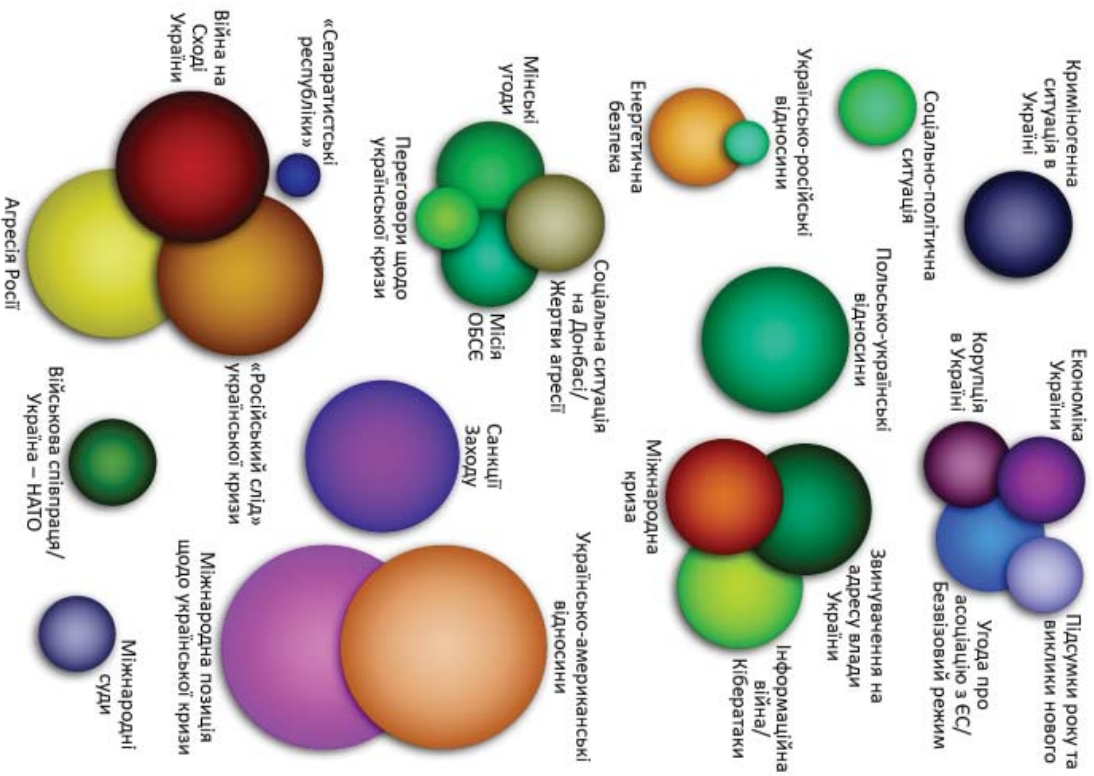 Криміногенна
ситуація в
Україні
Економіка
України
Підсумки року та
виклики нового
Корупція
в Україні
Угода про
асоціацію з ЄС/
Безвізовий режим
Соціально-політична
ситуація
Польсько-українські
відносини
Звинувачення на
адресу влади
України
Українсько-російські
відносини
Інформаційна
війна/
Кібератаки
Енергетична
безпека
Міжнародна
криза
Соціальна ситуація
на Донбасі/
Жертви агресії
Українсько-американські
відносини
Мінські
угоди
Місія
ОБСЄ
Санкції
Заходу
Переговори щодо
української кризи
«Сепаратистські
республіки»
«Російський слід»
української кризи
Міжнародна позиція
щодо української кризи
Війна на
Сході
України
Міжнародні
суди
Військова співпраця/
Україна – НАТО
Агресія Росії